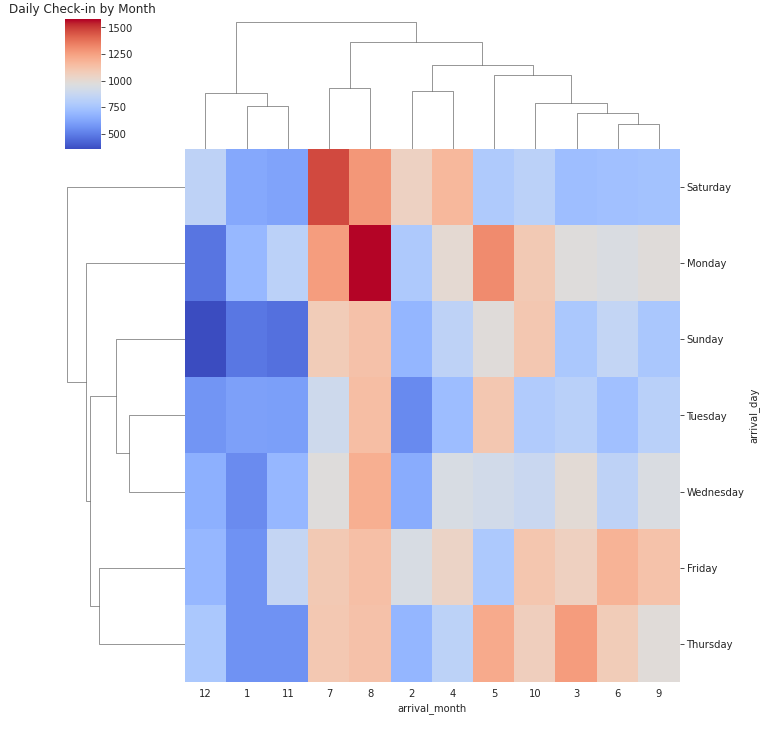 Daily Check-in by Month
1500
1250
1000
750
500
Saturday
Monday
Sunday
Tuesday
Wednesday
Friday
Thursday
arrival_day
12 1 11 7 8 2 4 5 10 3 6 9
arrival_month